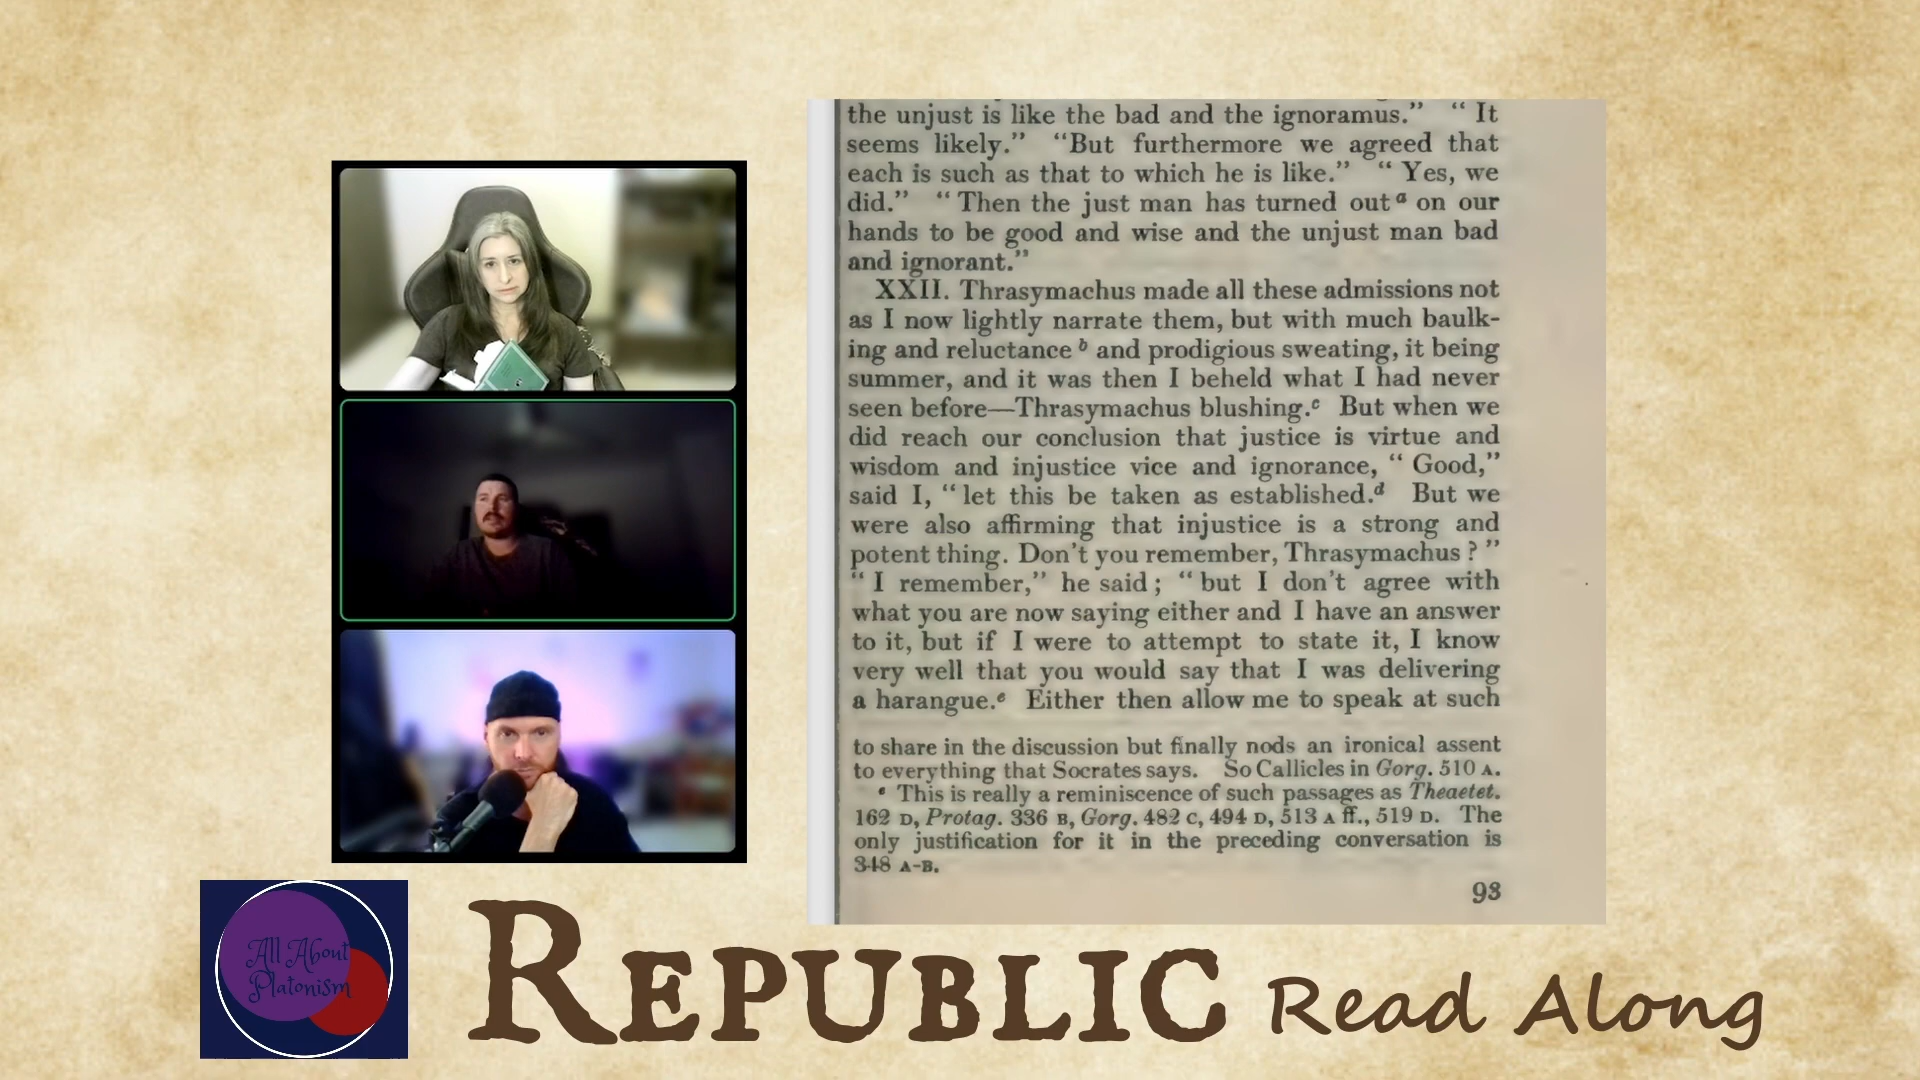 the unjust is like the bad and the ignoramus.” “ It
seems likely.” “But furthermore we agreed that
each is such as that to which he is like.” “ Yes, we
did.” “ Then the just man has turned out ᵃ on our
hands to be good and wise and the unjust man bad
and ignorant.”
XXII. Thrasymachus made all these admissions not
as I now lightly narrate them, but with much baulk-
ing and reluctance ᵇ and prodigious sweating, it being
summer, and it was then I beheld what I had never
seen before—Thrasymachus blushing.ᶜ But when we
did reach our conclusion that justice is virtue and
wisdom and injustice vice and ignorance, “ Good,”
said I, “ let this be taken as established.ᵈ But we
were also affirming that injustice is a strong and
potent thing. Don’t you remember, Thrasymachus ? ”
“ I remember,” he said ; “ but I don’t agree with
what you are now saying either and I have an answer
to it, but if I were to attempt to state it, I know
very well that you would say that I was delivering
a harangue.ᵉ Either then allow me to speak at such
to share in the discussion but finally nods an ironical assent
to everything that Socrates says. So Callicles in Gorg. 510 A.
ᵉ This is really a reminiscence of such passages as Theaetet.
162 D, Protag. 336 B, Gorg. 482 C, 494 D, 513 A ff., 519 D. The
only justification for it in the preceding conversation is
348 A-B.
93
All About
Platonism
REPUBLIC Read Along